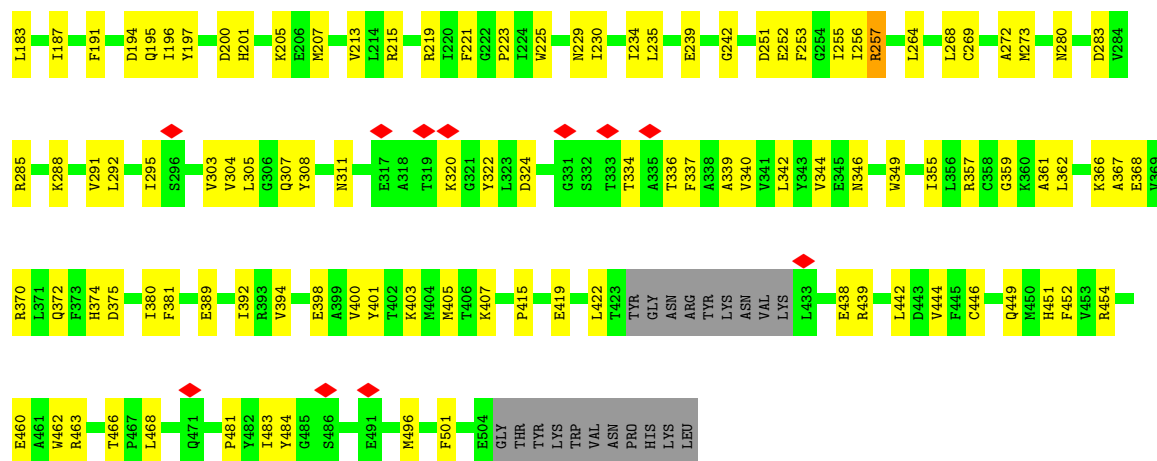 L183 I187 F191 D194 Q195 I196 Y197 D200 H201 K205 E206 M207 V213 L214 R215 R219 I220 F221 G222 P223 I224 W225 N229 I230 I234 L235 E239 G242 D251 E252 F253 G254 I255 I256 R257 L264 L268 C269 A272 M273 N280 D283 V284
R285 K288 V291 L292 I295 S296 V303 V304 L305 G306 Q307 Y308 N311 E317 A318 T319 K320 G321 Y322 L323 D324 G331 S332 T333 T334 A335 T336 F337 A338 A339 V340 V341 L342 Y343 V344 E345 N346 W349 I355 L356 R357 C358 G359 K360 A361 L362 K366 A367 E368 V369
R370 L371 Q372 F373 H374 D375 I380 F381 E389 I392 R393 V394 E398 A399 V400 Y401 T402 K403 M404 M405 T406 K407 P415 E419 L422 T423 TYR GLY ASN ARG TYR LYS ASN VAL LYS L433 E438 R439 L442 D443 V444 F445 C446 Q449 M450 H451 F452 V453 R454
E460 A461 W462 R463 T466 P467 L468 Q471 P481 Y482 I483 Y484 G485 S486 E491 M496 F501 E504 GLY THR TYR LYS TRP VAL ASN PRO HIS LYS LEU